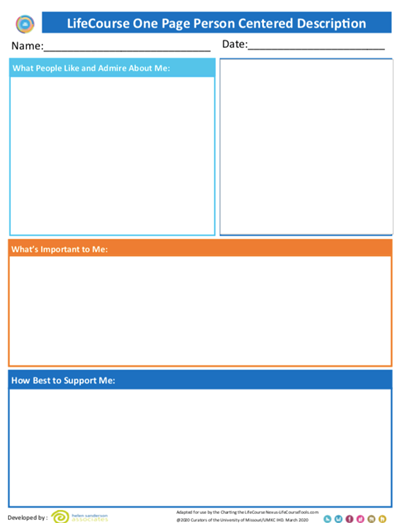 LifeCourse One Page Person Centered Description
Name:____________________________ Date:_______________________
What People Like and Admire About Me:
What's Important to Me:
How Best to Support Me:
Adapted for use by the Charting the LifeCourse Nexus-LifeCourseTools.com
Developed by : helen sanderson associates
©2020 Curators of the University of Missouri/UMKC IHD March 2020